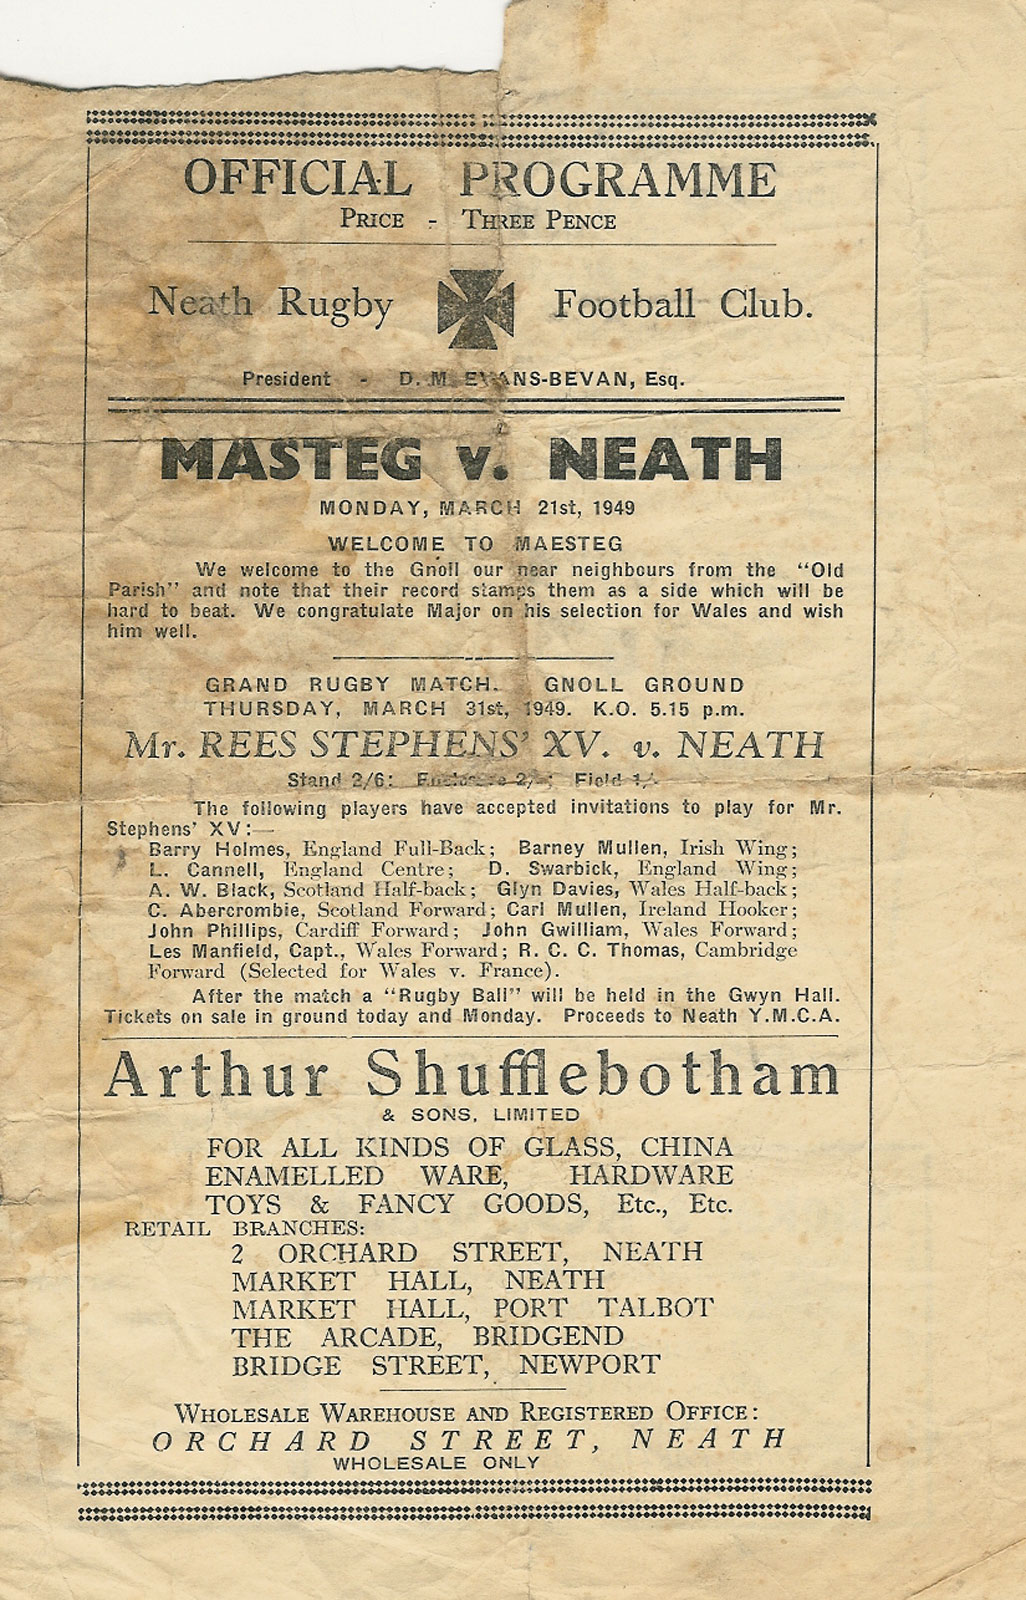 OFFICIAL PROGRAMME
PRICE - THREE PENCE
Neath Rugby Football Club.
President - D. M. EVANS-BEVAN, Esq.
MASTEG v. NEATH
MONDAY, MARCH 21st, 1949
WELCOME TO MAESTEG
We welcome to the Gnoll our near neighbours from the "Old
Parish" and note that their record stamps them as a side which will be
hard to beat. We congratulate Major on his selection for Wales and wish
him well.
GRAND RUGBY MATCH. GNOLL GROUND
THURSDAY, MARCH 31st, 1949. K.O. 5.15 p.m.
Mr. REES STEPHENS' XV. v. NEATH
Stand 2/6; Enclosure 2/-; Field 1/-
The following players have accepted invitations to play for Mr.
Stephens' XV:—
Barry Holmes, England Full-Back; Barney Mullen, Irish Wing;
L. Cannell, England Centre; D. Swarbick, England Wing;
A. W. Black, Scotland Half-back; Glyn Davies, Wales Half-back;
C. Abercrombie, Scotland Forward; Carl Mullen, Ireland Hooker;
John Phillips, Cardiff Forward; John Gwilliam, Wales Forward;
Les Manfield, Capt., Wales Forward; R. C. C. Thomas, Cambridge
Forward (Selected for Wales v. France).
After the match a "Rugby Ball" will be held in the Gwyn Hall.
Tickets on sale in ground today and Monday. Proceeds to Neath Y.M.C.A.
Arthur Shufflebotham
& SONS, LIMITED
FOR ALL KINDS OF GLASS, CHINA
ENAMELLED WARE, HARDWARE
TOYS & FANCY GOODS, Etc., Etc.
RETAIL BRANCHES:
2 ORCHARD STREET, NEATH
MARKET HALL, NEATH
MARKET HALL, PORT TALBOT
THE ARCADE, BRIDGEND
BRIDGE STREET, NEWPORT
WHOLESALE WAREHOUSE AND REGISTERED OFFICE:
ORCHARD STREET, NEATH
WHOLESALE ONLY